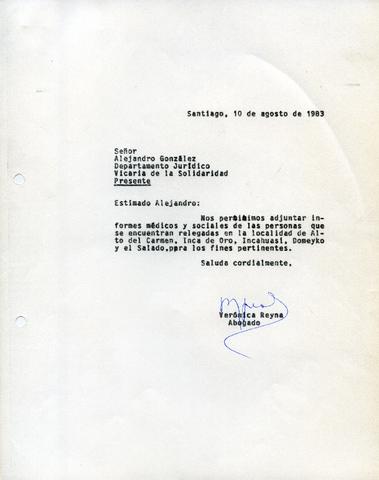 Santiago, 10 de agosto de 1983
Señor
Alejandro González
Departamento Jurídico
Vicaria de la Solidaridad
Presente
Estimado Alejandro:
Nos permitimos adjuntar in-
formes médicos y sociales de las personas que
se encuentran relegadas en la localidad de Al-
to del Carmen, Inca de Oro, Incahuasi, Domeyko
y el Salado,para los fines pertinentes.
Saluda cordialmente,
Verónica Reyna
Abogado